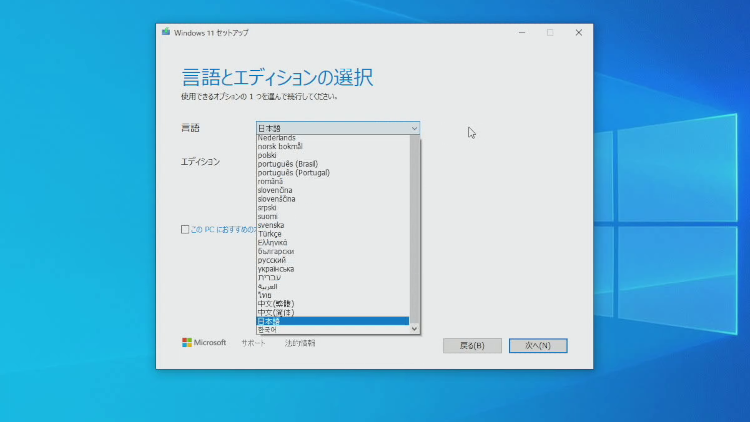 Windows 11 セットアップ
言語とエディションの選択
使用できるオプションの 1 つを選んで続行してください。
言語
日本語
Nederlands
norsk bokmål
polski
português (Brasil)
português (Portugal)
română
slovenčina
slovenščina
srpski
suomi
svenska
Türkçe
Ελληνικά
български
русский
українська
עברית
العربية
ไทย
中文(繁體)
中文(简体)
日本語
한국어
エディション
この PC におすすめの
Microsoft
サポート
法的情報
戻る(B)
次へ(N)